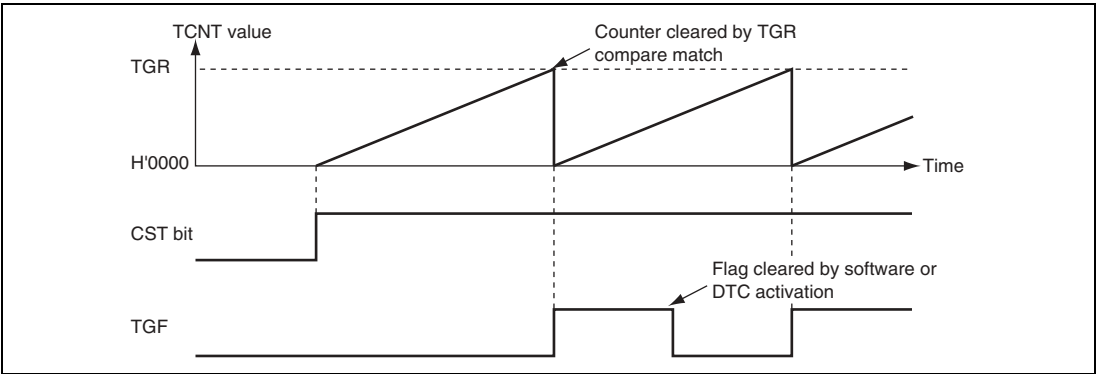 TCNT value
Counter cleared by TGR
compare match
TGR
H'0000
Time
CST bit
Flag cleared by software or
DTC activation
TGF